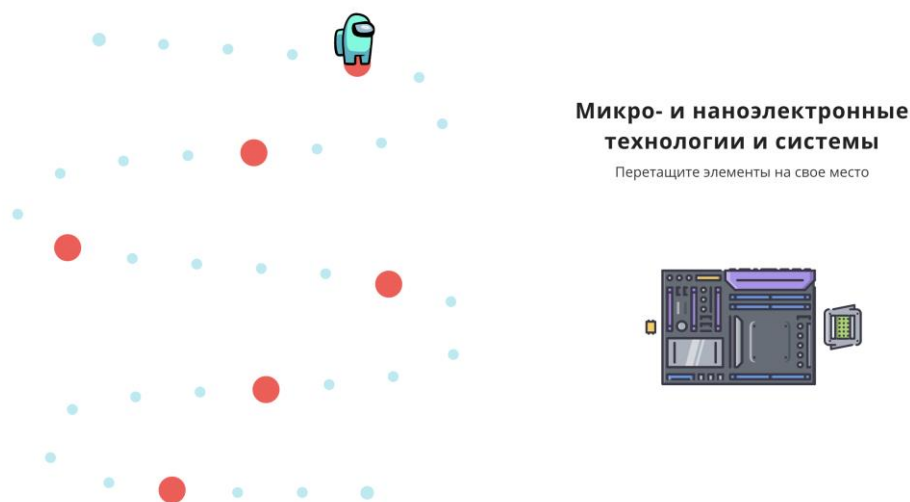 Микро- и наноэлектронные
технологии и системы
Перетащите элементы на свое место